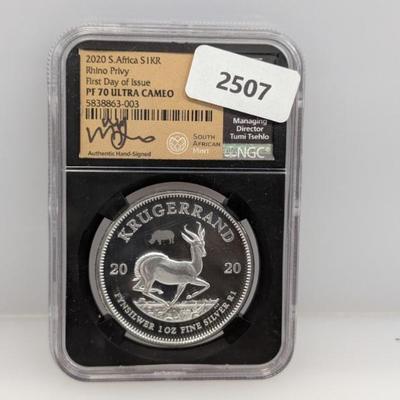 2020 S.Africa S1KR
Rhino Privy
First Day of Issue
PF 70 ULTRA CAMEO
5838863-003
Authentic Hand-Signed
SOUTH
AFRICAN
MINT
2507
Managing
Director
Tumi Tsehlo
NGC
KRUGERRAND
20 20
FYNSILWER 1 OZ FINE SILVER R1